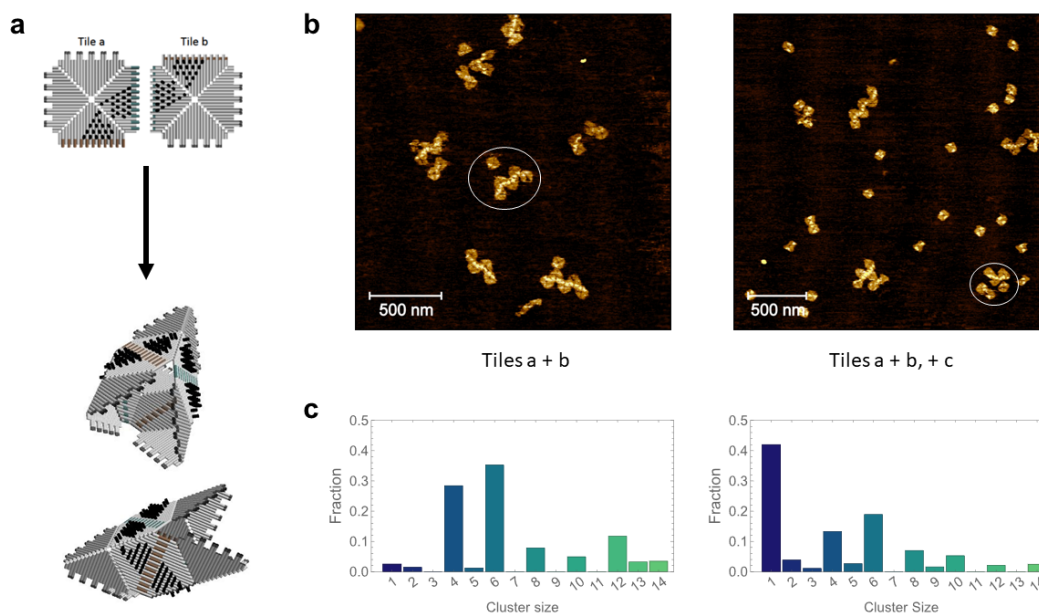 a
Tile a
Tile b
b
500 nm
500 nm
Tiles a + b
Tiles a + b, + c
c
0.5
0.4
0.3
0.2
0.1
0.0
Fraction
1 2 3 4 5 6 7 8 9 10 11 12 13 14
Cluster size
0.5
0.4
0.3
0.2
0.1
0.0
Fraction
1 2 3 4 5 6 7 8 9 10 11 12 13 14
Cluster size